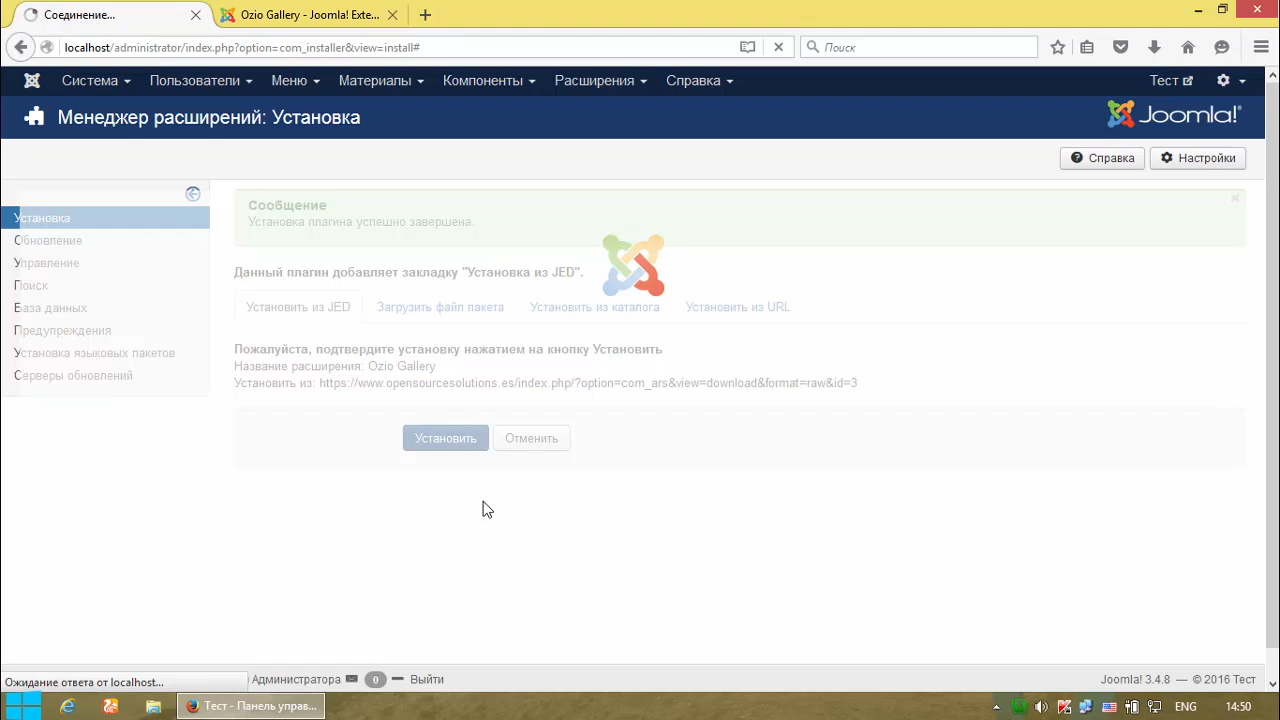 Соединение...
Ozio Gallery - Joomla! Exte...
localhost/administrator/index.php?option=com_installer&view=install#
Поиск
Система Пользователи Меню Материалы Компоненты Расширения Справка Тест
Менеджер расширений: Установка
Joomla!
Справка
Настройки
Установка
Обновление
Управление
Поиск
База данных
Предупреждения
Установка языковых пакетов
Серверы обновлений
Сообщение
Установка плагина успешно завершена.
Данный плагин добавляет закладку "Установка из JED".
Установить из JED Загрузить файл пакета Установить из каталога Установить из URL
Пожалуйста, подтвердите установку нажатием на кнопку Установить
Название расширения: Ozio Gallery
Установить из: https://www.opensourcesolutions.es/index.php/?option=com_ars&view=download&format=raw&id=3
Установить
Отменить
Ожидание ответа от localhost...
Администратора 0 Выйти
Joomla! 3.4.8 — © 2016 Тест
Тест - Панель управ...
ENG
14:50